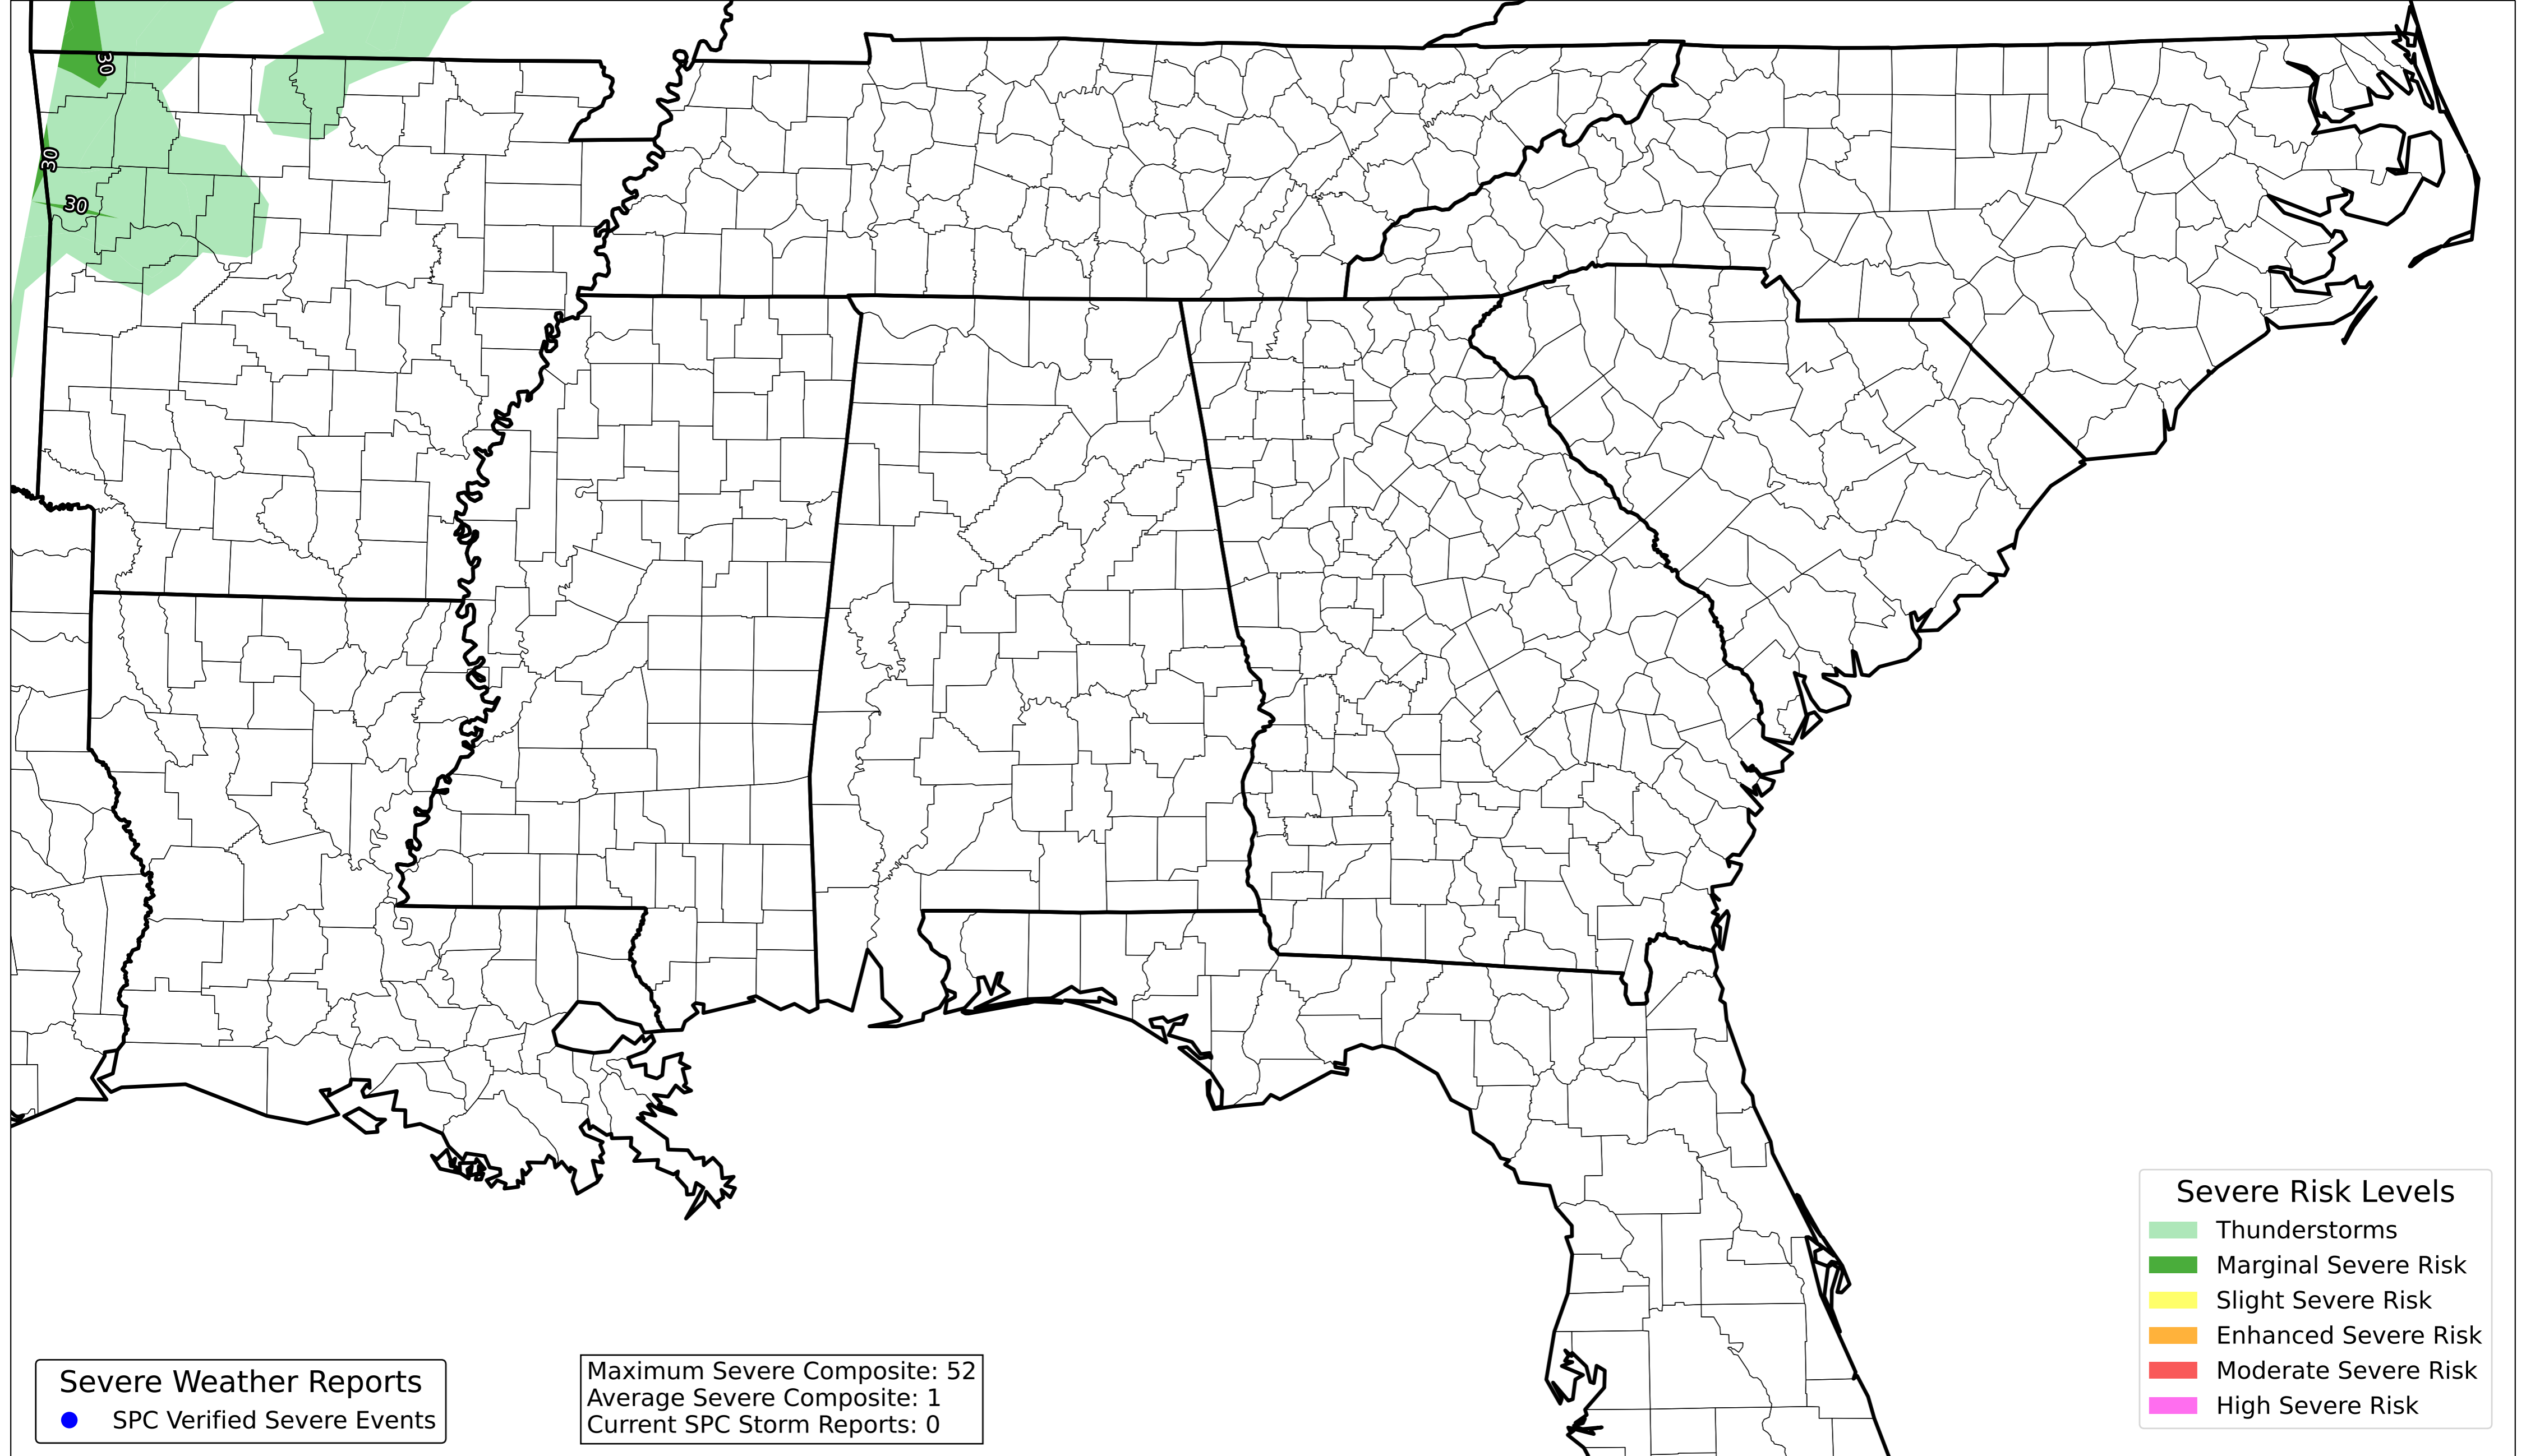 30
30
30
Severe Risk Levels
Thunderstorms
Marginal Severe Risk
Slight Severe Risk
Enhanced Severe Risk
Moderate Severe Risk
High Severe Risk
Severe Weather Reports
SPC Verified Severe Events
Maximum Severe Composite: 52
Average Severe Composite: 1
Current SPC Storm Reports: 0